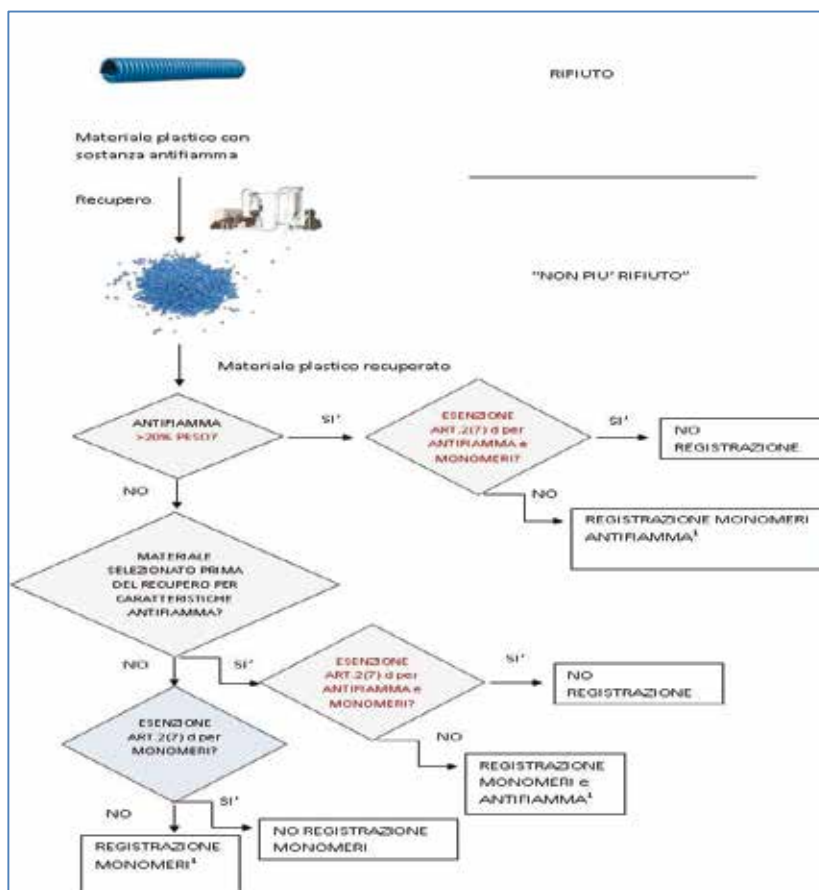 RIFIUTO
Materiale plastico con
sostanza antifiamma
Recupero
"NON PIU' RIFIUTO"
Materiale plastico recuperato
ANTIFIAMMA
>20% PESO?
SI'
ESENZIONE
ART.2(7) d per
ANTIFIAMMA e
MONOMERI?
SI'
NO
REGISTRAZIONE
NO
NO
REGISTRAZIONE MONOMERI
ANTIFIAMMA¹
MATERIALE
SELEZIONATO PRIMA
DEL RECUPERO PER
CARATTERISTICHE
ANTIFIAMMA?
NO
SI'
ESENZIONE
ART.2(7) d per
ANTIFIAMMA e
MONOMERI?
SI'
NO
REGISTRAZIONE
ESENZIONE
ART.2(7) d per
MONOMERI?
NO
REGISTRAZIONE
MONOMERI e
ANTIFIAMMA¹
NO
SI'
NO REGISTRAZIONE
MONOMERI
REGISTRAZIONE
MONOMERI¹